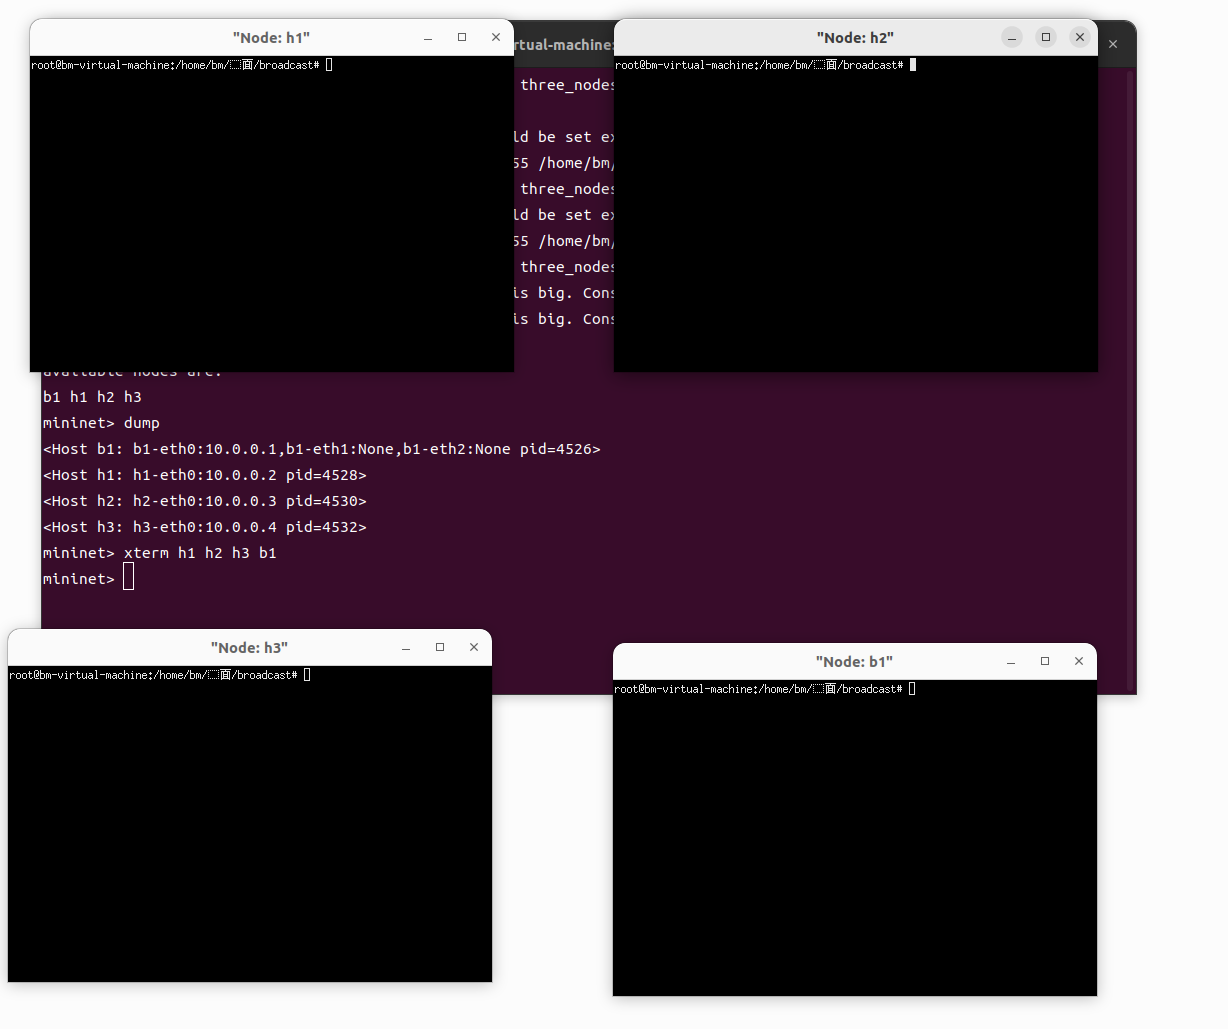 "Node: h1"
root@bm-virtual-machine:/home/bm/面/broadcast#
"Node: h2"
root@bm-virtual-machine:/home/bm/面/broadcast#
rtual-machine:
three_nodes
ld be set ex
55 /home/bm/
three_nodes
ld be set ex
55 /home/bm/
three_nodes
is big. Cons
is big. Cons
available nodes are:
b1 h1 h2 h3
mininet> dump
<Host b1: b1-eth0:10.0.0.1,b1-eth1:None,b1-eth2:None pid=4526>
<Host h1: h1-eth0:10.0.0.2 pid=4528>
<Host h2: h2-eth0:10.0.0.3 pid=4530>
<Host h3: h3-eth0:10.0.0.4 pid=4532>
mininet> xterm h1 h2 h3 b1
mininet>
"Node: h3"
root@bm-virtual-machine:/home/bm/面/broadcast#
"Node: b1"
root@bm-virtual-machine:/home/bm/面/broadcast#